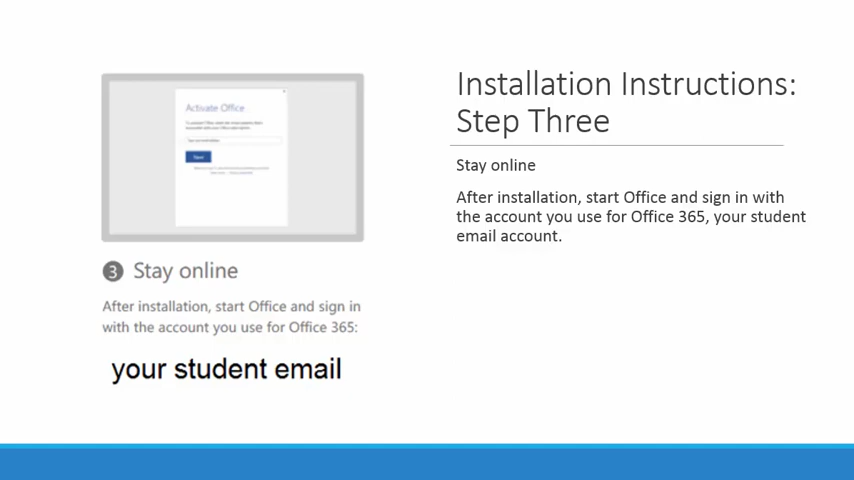 Activate Office
Next
3 Stay online
After installation, start Office and sign in
with the account you use for Office 365:
your student email
Installation Instructions:
Step Three
Stay online
After installation, start Office and sign in with
the account you use for Office 365, your student
email account.